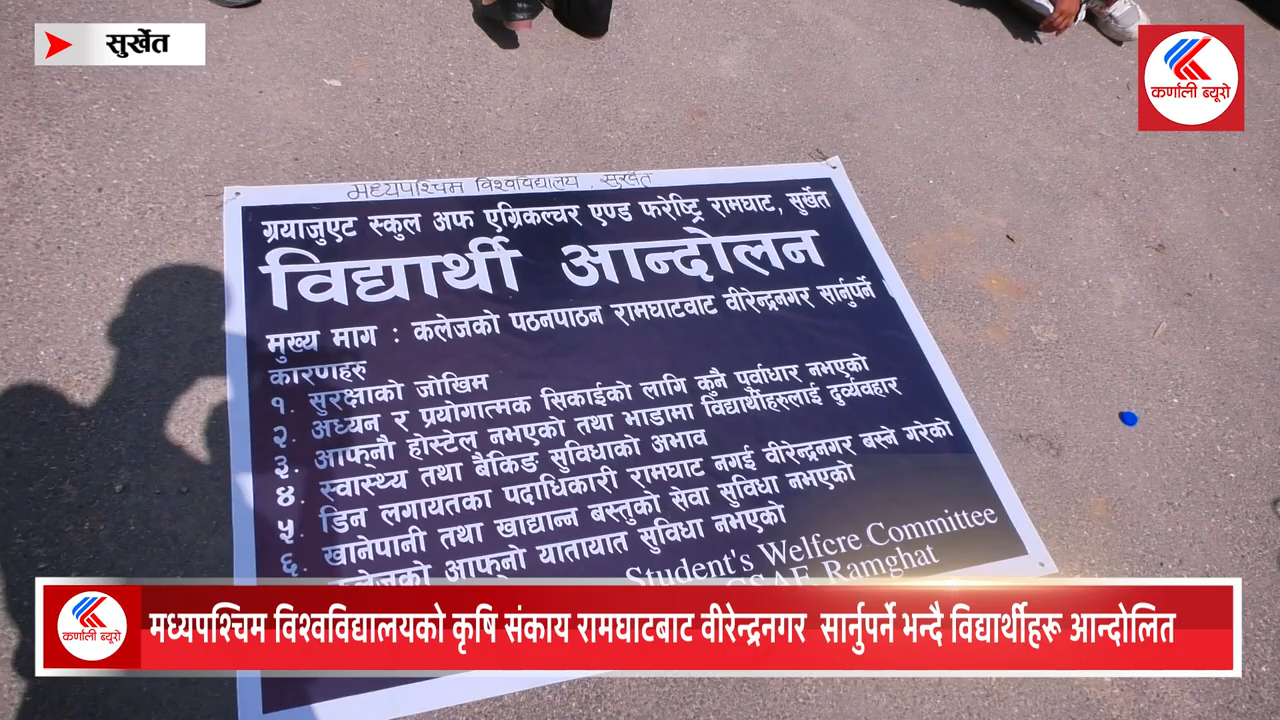 सुर्खेत
कर्णाली ब्यूरो
मध्यपश्चिम विश्वविद्यालय, सुर्खेत
ग्रयाजुएट स्कुल अफ एग्रिकल्चर एण्ड फरेष्ट्रि रामघाट, सुर्खेत
विद्यार्थी आन्दोलन
मुख्य माग : कलेजको पठनपाठन रामघाटवाट वीरेन्द्रनगर सार्नुपर्ने
कारणहरु
१. सुरक्षाको जोखिम
२. अध्यन र प्रयोगात्मक सिकाईको लागि कुनै पूर्वाधार नभएको
३. आफ्नौ होस्टेल नभएको तथा भाडामा विद्यार्थीहरुलाई दुर्व्यवहार
४. स्वास्थ्य तथा बैकिङ सुविधाको अभाव
५. डिन लगायतका पदाधिकारी रामघाट नगई वीरेन्द्रनगर बस्ने गरेको
६. खानेपानी तथा खाद्यान्न बस्तुको सेवा सुविधा नभएको
कलेजको आफ्नो यातायात सुविधा नभएको
Student's Welfcre Committee
GSAF, Ramghat
कर्णाली ब्यूरो
मध्यपश्चिम विश्वविद्यालयको कृषि संकाय रामघाटबाट वीरेन्द्रनगर सार्नुपर्ने भन्दै विद्यार्थीहरू आन्दोलित